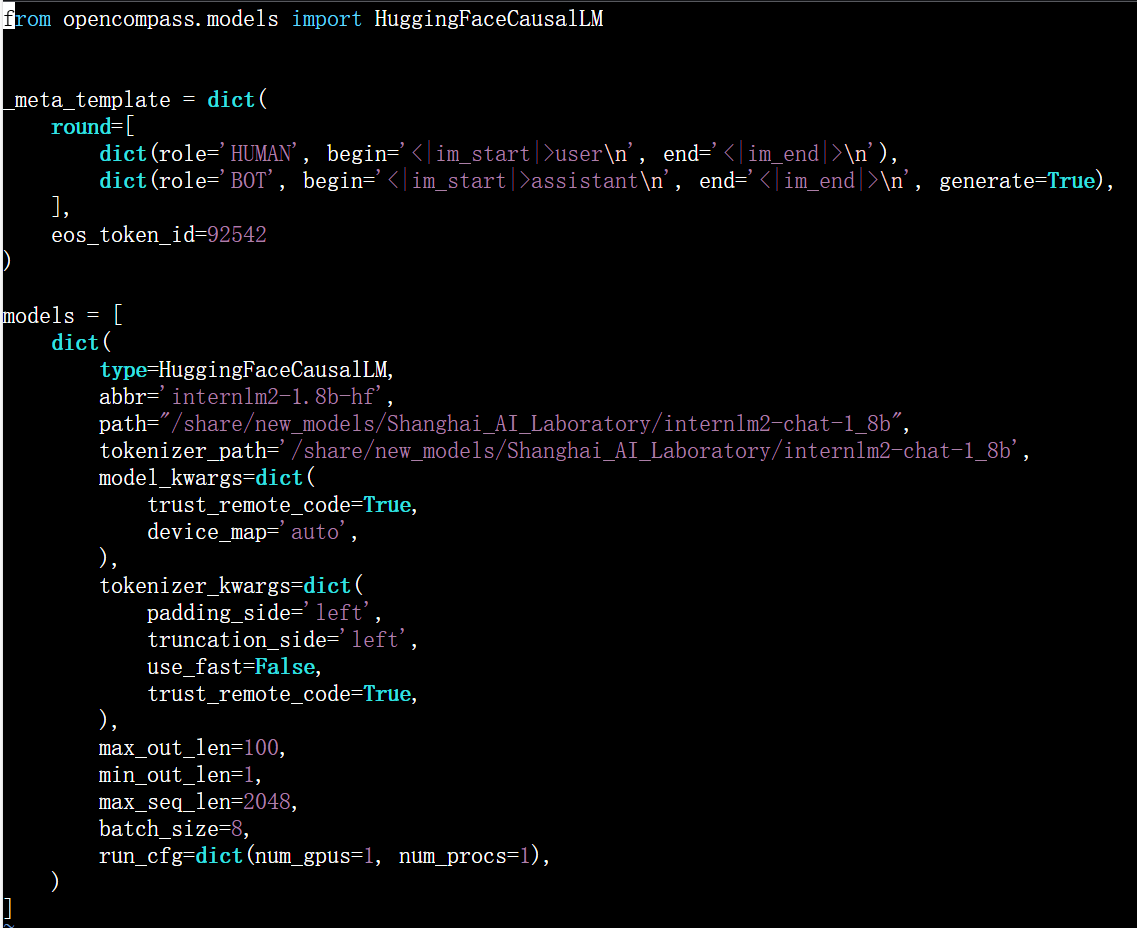 from opencompass.models import HuggingFaceCausalLM
_meta_template = dict(
    round=[
        dict(role='HUMAN', begin='<|im_start|>user\n', end='<|im_end|>\n'),
        dict(role='BOT', begin='<|im_start|>assistant\n', end='<|im_end|>\n', generate=True),
    ],
    eos_token_id=92542
)
models = [
    dict(
        type=HuggingFaceCausalLM,
        abbr='internlm2-1.8b-hf',
        path="/share/new_models/Shanghai_AI_Laboratory/internlm2-chat-1_8b",
        tokenizer_path='/share/new_models/Shanghai_AI_Laboratory/internlm2-chat-1_8b',
        model_kwargs=dict(
            trust_remote_code=True,
            device_map='auto',
        ),
        tokenizer_kwargs=dict(
            padding_side='left',
            truncation_side='left',
            use_fast=False,
            trust_remote_code=True,
        ),
        max_out_len=100,
        min_out_len=1,
        max_seq_len=2048,
        batch_size=8,
        run_cfg=dict(num_gpus=1, num_procs=1),
    )
]
~